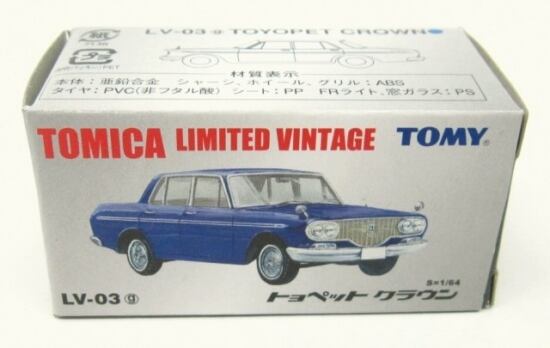 LV-03 g TOYOPET CROWN
紙
PET
材質表示
本体：亜鉛合金 シャーシ、ホイール、グリル：ABS
タイヤ：PVC(非フタル酸) シート：PP FRライト、窓ガラス：PS
TOMICA LIMITED VINTAGE TOMY®
S=1/64
LV-03 g トヨペット クラウン